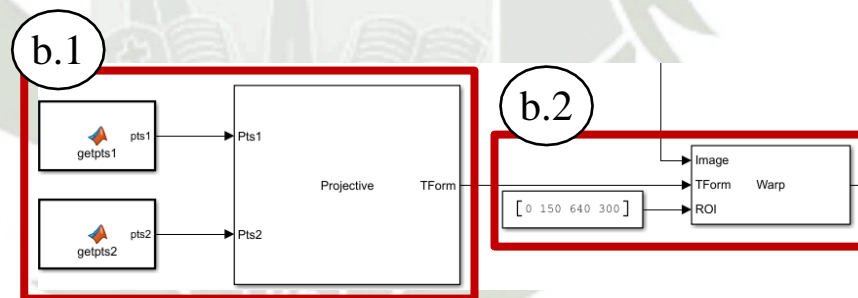 b.1
pts1
getpts1
pts2
getpts2
Pts1
Pts2
Projective
TForm
b.2
[0 150 640 300]
Image
TForm
ROI
Warp